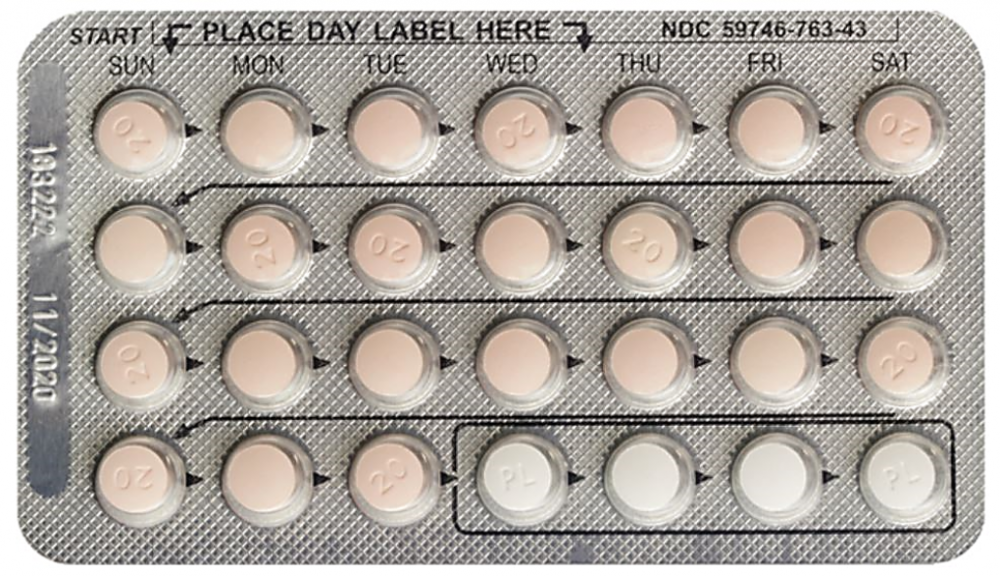 START PLACE DAY LABEL HERE NDC 59746-763-43
SUN MON TUE WED THU FRI SAT
20 20 20
20 20 20
20 20
20 20 PL PL
183222 11/2020